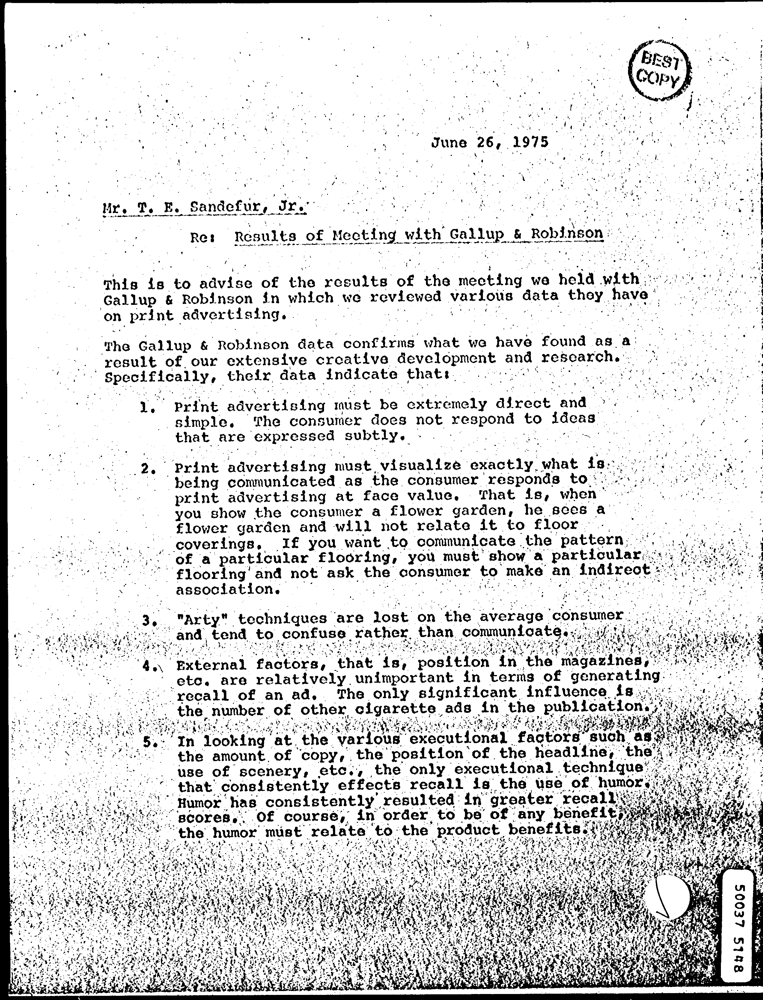 BEST
COPY
June 26, 1975
Mr. T. E. Sandefur, Jr.
Re: Results of Meeting with Gallup & Robinson
This is to advise of the results of the meeting we held with
Gallup & Robinson in which we reviewed various data they have
on print advertising.
The Gallup & Robinson data confirms what we have found as a
result of our extensive creative development and research.
Specifically, their data indicate that:
1. Print advertising must be extremely direct and
simple. The consumer does not respond to ideas
that are expressed subtly.
2. Print advertising must visualize exactly what is
being communicated as the consumer responds to
print advertising at face value. That is, when
you show the consumer a flower garden, he sees a
flower garden and will not relate it to floor
coverings. If you want to communicate the pattern
of a particular flooring, you must show a particular
flooring and not ask the consumer to make an indirect
association.
3. "Arty" techniques are lost on the average consumer
and tend to confuse rather than communicate.
4. External factors, that is, position in the magazines,
etc. are relatively unimportant in terms of generating
recall of an ad. The only significant influence is
the number of other cigarette ads in the publication.
5. In looking at the various executional factors such as
the amount of copy, the position of the headline, the
use of scenery, etc., the only executional technique
that consistently effects recall is the use of humor.
Humor has consistently resulted in greater recall
scores. Of course, in order to be of any benefit,
the humor must relate to the product benefits.
50037 5148